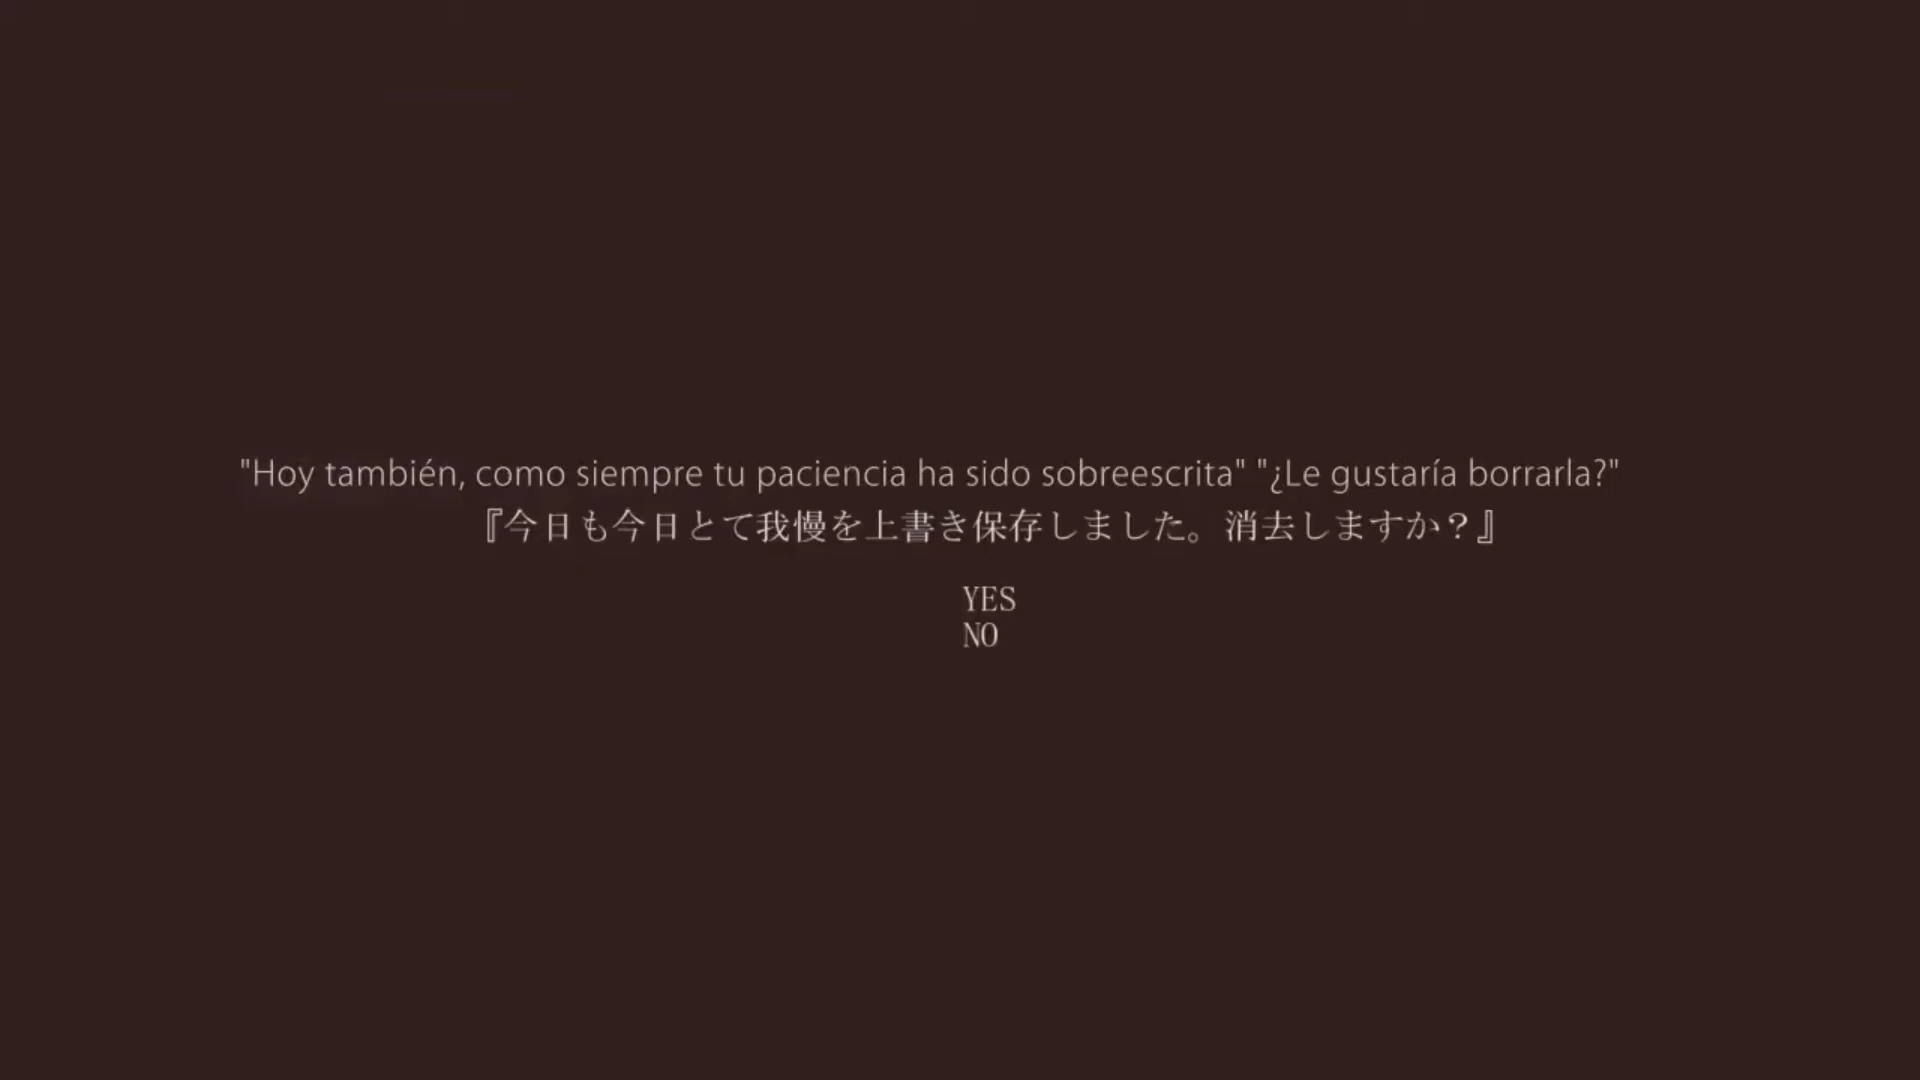 "Hoy también, como siempre tu paciencia ha sido sobreescrita" "¿Le gustaría borrarla?"
『今日も今日とて我慢を上書き保存しました。消去しますか？』
YES
NO